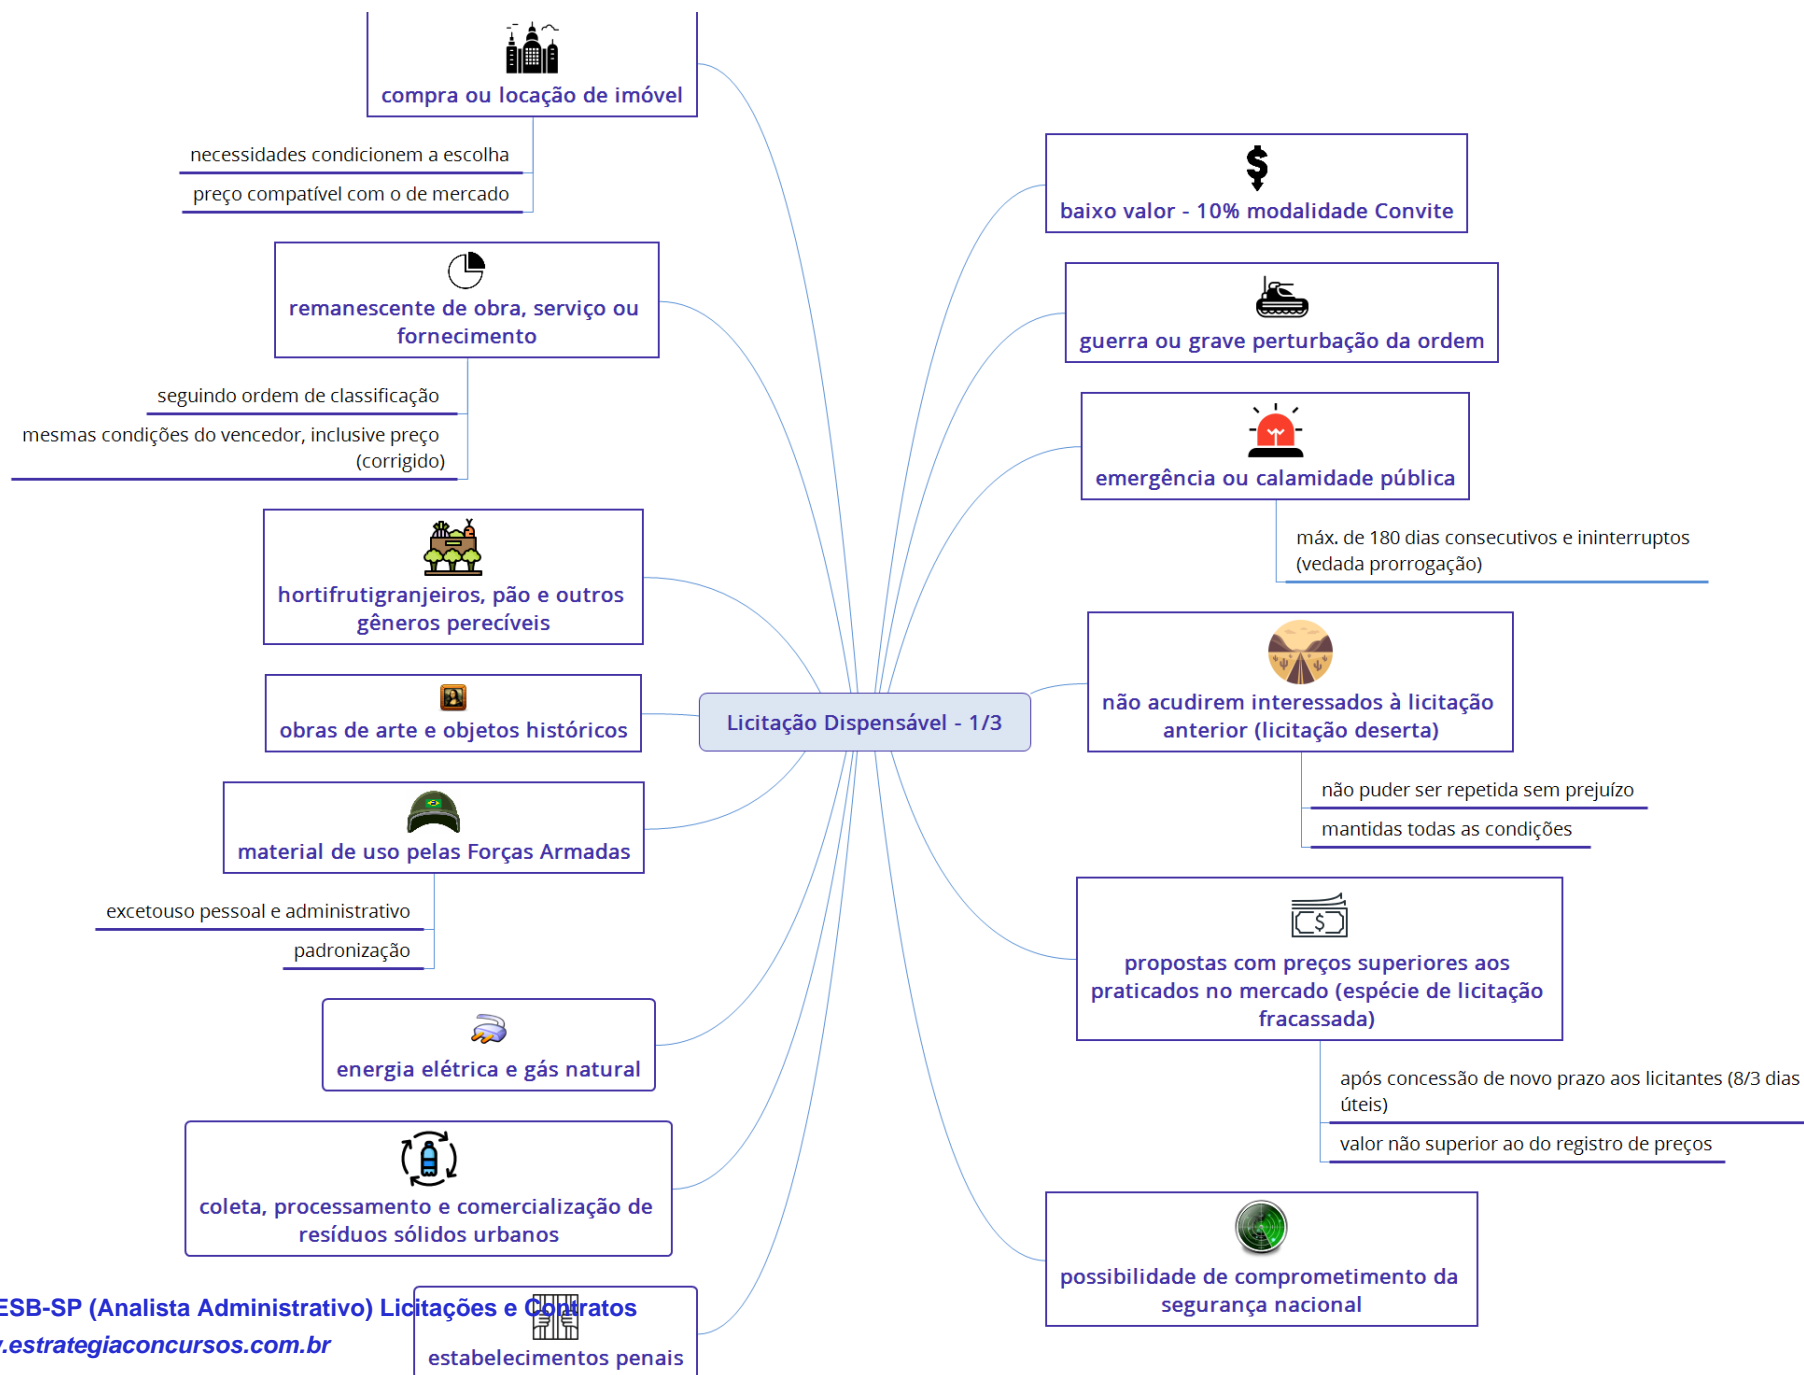 compra ou locação de imóvel
necessidades condicionem a escolha
preço compatível com o de mercado
remanescente de obra, serviço ou
fornecimento
seguindo ordem de classificação
mesmas condições do vencedor, inclusive preço
(corrigido)
hortifrutigranjeiros, pão e outros
gêneros perecíveis
obras de arte e objetos históricos
material de uso pelas Forças Armadas
excetouso pessoal e administrativo
padronização
energia elétrica e gás natural
coleta, processamento e comercialização de
resíduos sólidos urbanos
estabelecimentos penais
Licitação Dispensável - 1/3
baixo valor - 10% modalidade Convite
guerra ou grave perturbação da ordem
emergência ou calamidade pública
máx. de 180 dias consecutivos e ininterruptos
(vedada prorrogação)
não acudirem interessados à licitação
anterior (licitação deserta)
não puder ser repetida sem prejuízo
mantidas todas as condições
propostas com preços superiores aos
praticados no mercado (espécie de licitação
fracassada)
após concessão de novo prazo aos licitantes (8/3 dias
úteis)
valor não superior ao do registro de preços
possibilidade de comprometimento da
segurança nacional
ESB-SP (Analista Administrativo) Licitações e Contratos
.estrategiaconcursos.com.br